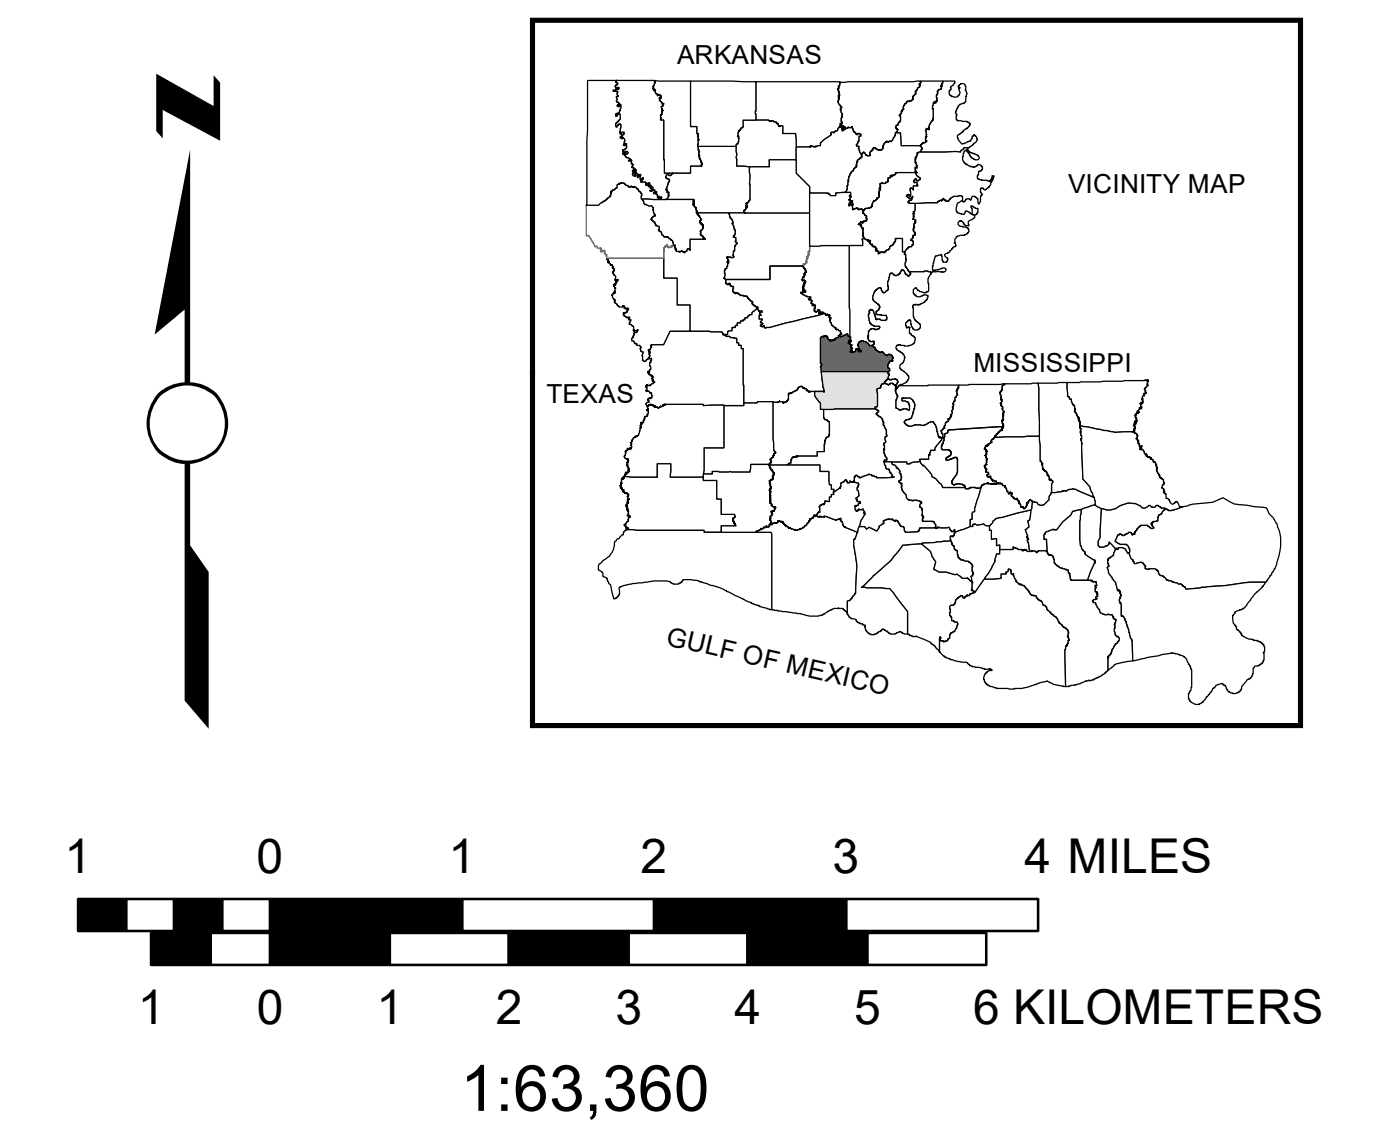 N
ARKANSAS
VICINITY MAP
MISSISSIPPI
TEXAS
GULF OF MEXICO
1 0 1 2 3 4 MILES
1 0 1 2 3 4 5 6 KILOMETERS
1:63,360